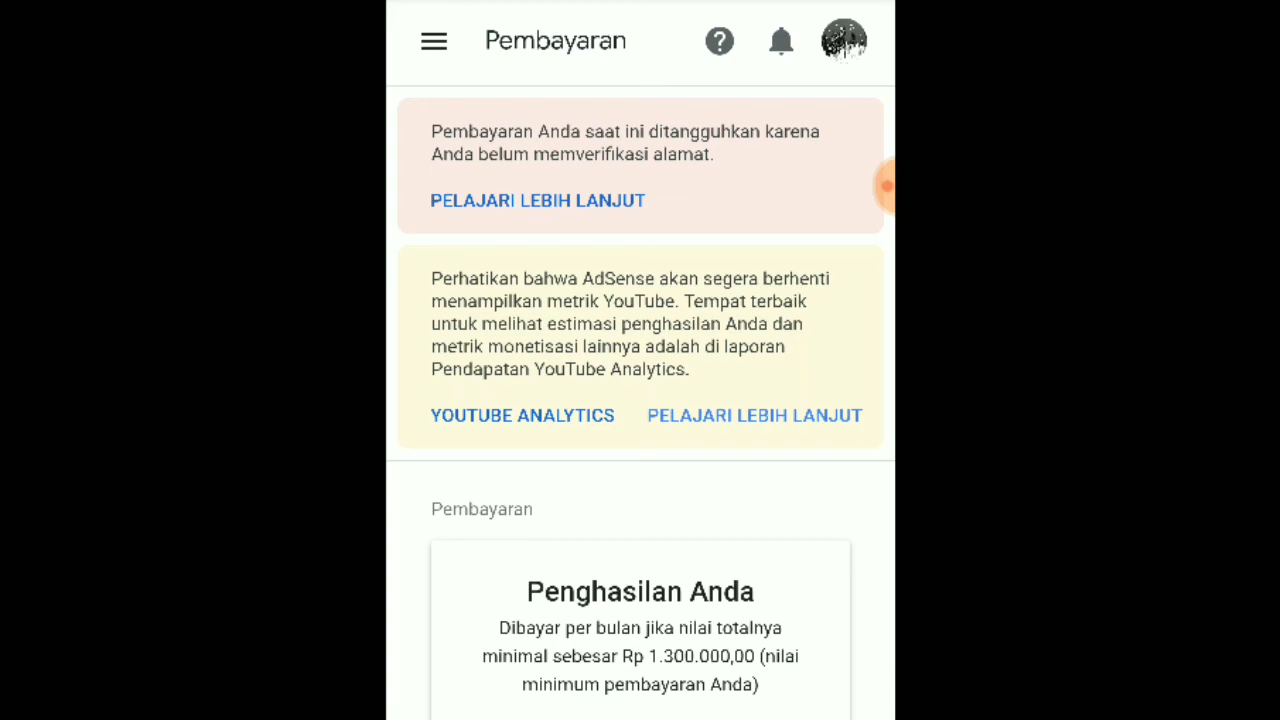 Pembayaran
Pembayaran Anda saat ini ditangguhkan karena
Anda belum memverifikasi alamat.
PELAJARI LEBIH LANJUT
Perhatikan bahwa AdSense akan segera berhenti
menampilkan metrik YouTube. Tempat terbaik
untuk melihat estimasi penghasilan Anda dan
metrik monetisasi lainnya adalah di laporan
Pendapatan YouTube Analytics.
YOUTUBE ANALYTICS PELAJARI LEBIH LANJUT
Pembayaran
Penghasilan Anda
Dibayar per bulan jika nilai totalnya
minimal sebesar Rp 1.300.000,00 (nilai
minimum pembayaran Anda)